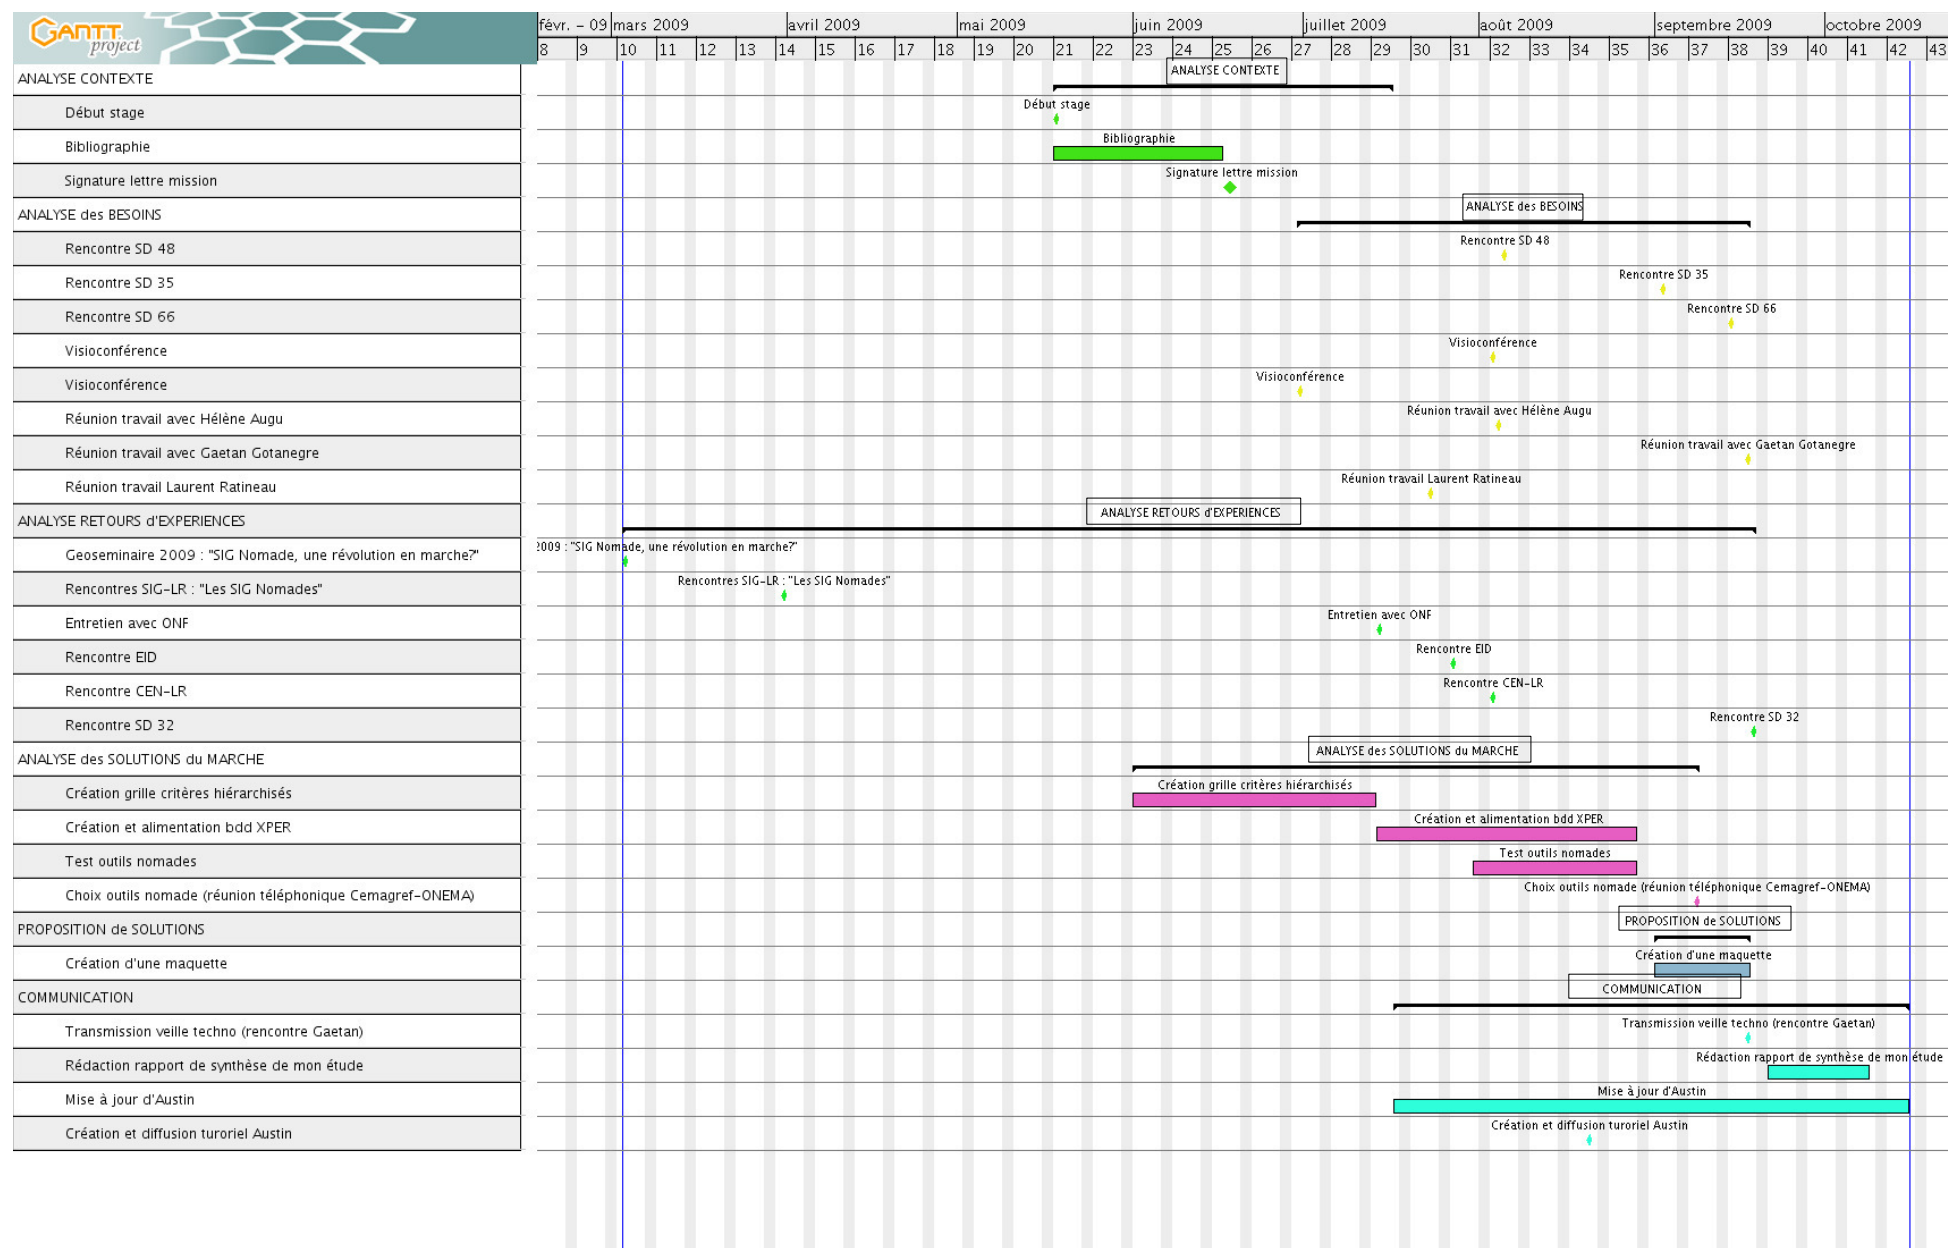 GANTT project
févr. - 09 mars 2009 avril 2009 mai 2009 juin 2009 juillet 2009 août 2009 septembre 2009 octobre 2009
8 9 10 11 12 13 14 15 16 17 18 19 20 21 22 23 24 25 26 27 28 29 30 31 32 33 34 35 36 37 38 39 40 41 42 43
ANALYSE CONTEXTE
ANALYSE CONTEXTE
Début stage
Début stage
Bibliographie
Bibliographie
Signature lettre mission
Signature lettre mission
ANALYSE des BESOINS
ANALYSE des BESOINS
Rencontre SD 48
Rencontre SD 48
Rencontre SD 35
Rencontre SD 35
Rencontre SD 66
Rencontre SD 66
Visioconférence
Visioconférence
Visioconférence
Visioconférence
Réunion travail avec Hélène Augu
Réunion travail avec Hélène Augu
Réunion travail avec Gaetan Gotanegre
Réunion travail avec Gaetan Gotanegre
Réunion travail Laurent Ratineau
Réunion travail Laurent Ratineau
ANALYSE RETOURS d'EXPERIENCES
ANALYSE RETOURS d'EXPERIENCES
Geoseminaire 2009 : "SIG Nomade, une révolution en marche?"
2009 : "SIG Nomade, une révolution en marche?"
Rencontres SIG-LR : "Les SIG Nomades"
Rencontres SIG-LR : "Les SIG Nomades"
Entretien avec ONF
Entretien avec ONF
Rencontre EID
Rencontre EID
Rencontre CEN-LR
Rencontre CEN-LR
Rencontre SD 32
Rencontre SD 32
ANALYSE des SOLUTIONS du MARCHE
ANALYSE des SOLUTIONS du MARCHE
Création grille critères hiérarchisés
Création grille critères hiérarchisés
Création et alimentation bdd XPER
Création et alimentation bdd XPER
Test outils nomades
Test outils nomades
Choix outils nomade (réunion téléphonique Cemagref-ONEMA)
Choix outils nomade (réunion téléphonique Cemagref-ONEMA)
PROPOSITION de SOLUTIONS
PROPOSITION de SOLUTIONS
Création d'une maquette
Création d'une maquette
COMMUNICATION
COMMUNICATION
Transmission veille techno (rencontre Gaetan)
Transmission veille techno (rencontre Gaetan)
Rédaction rapport de synthèse de mon étude
Rédaction rapport de synthèse de mon étude
Mise à jour d'Austin
Mise à jour d'Austin
Création et diffusion turoriel Austin
Création et diffusion turoriel Austin